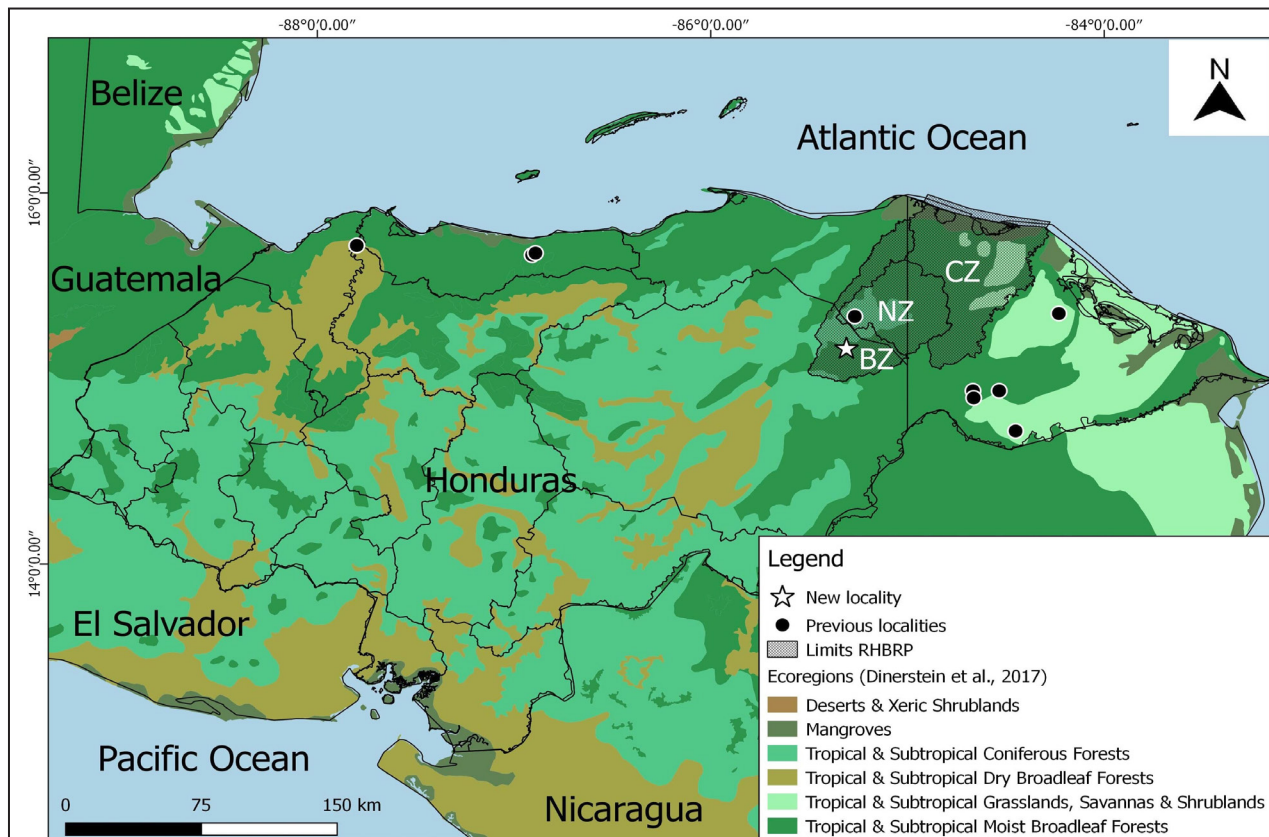 -88°0'0.00"
-86°0'0.00"
-84°0'0.00"
N
Belize
Atlantic Ocean
16°0'0.00"
Guatemala
CZ
NZ
BZ
Honduras
14°0'0.00"
El Salvador
Pacific Ocean
Nicaragua
0 75 150 km
Legend
New locality
Previous localities
Limits RHBRP
Ecoregions (Dinerstein et al., 2017)
Deserts & Xeric Shrublands
Mangroves
Tropical & Subtropical Coniferous Forests
Tropical & Subtropical Dry Broadleaf Forests
Tropical & Subtropical Grasslands, Savannas & Shrublands
Tropical & Subtropical Moist Broadleaf Forests